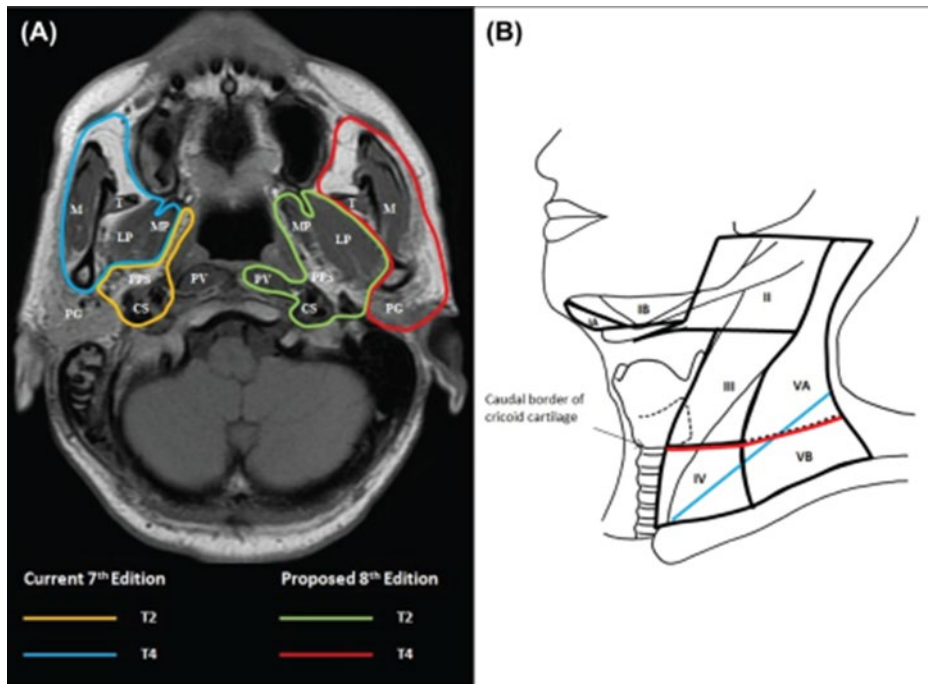 (A)
T
M
MP
LP
PPS
PV
CS
PG
T
M
MP
LP
PPS
PV
CS
PG
Current 7th Edition
Proposed 8th Edition
T2
T2
T4
T4
(B)
IB
IA
II
III
VA
Caudal border of
cricoid cartilage
IV
VB